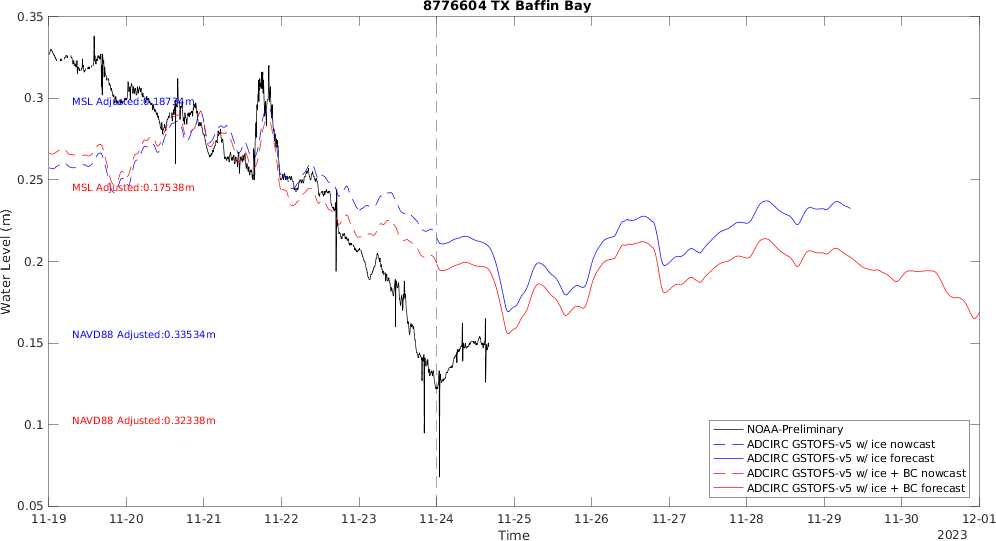 8776604 TX Baffin Bay
0.35
0.3
0.25
0.2
0.15
0.1
0.05
Water Level (m)
MSL Adjusted:0.18734m
MSL Adjusted:0.17538m
NAVD88 Adjusted:0.33534m
NAVD88 Adjusted:0.32338m
NOAA-Preliminary
ADCIRC GSTOFS-v5 w/ ice nowcast
ADCIRC GSTOFS-v5 w/ ice forecast
ADCIRC GSTOFS-v5 w/ ice + BC nowcast
ADCIRC GSTOFS-v5 w/ ice + BC forecast
11-19 11-20 11-21 11-22 11-23 11-24 11-25 11-26 11-27 11-28 11-29 11-30 12-01
Time
2023